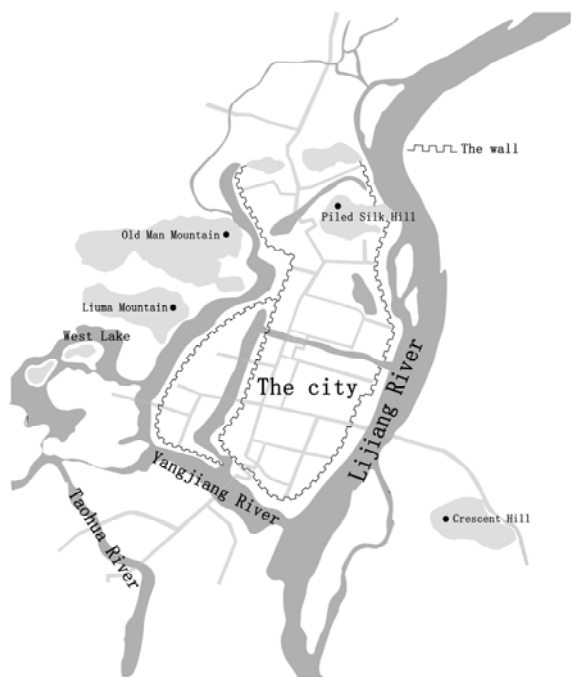 The wall
Piled Silk Hill
Old Man Mountain
Liuma Mountain
West Lake
The city
Lijiang River
Yangjiang River
Taohua River
Crescent Hill